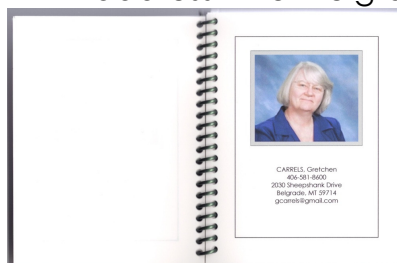 CARRELS, Gretchen
406-581-8600
2030 Sheepshank Drive
Belgrade, MT 59714
gcarrels@gmail.com